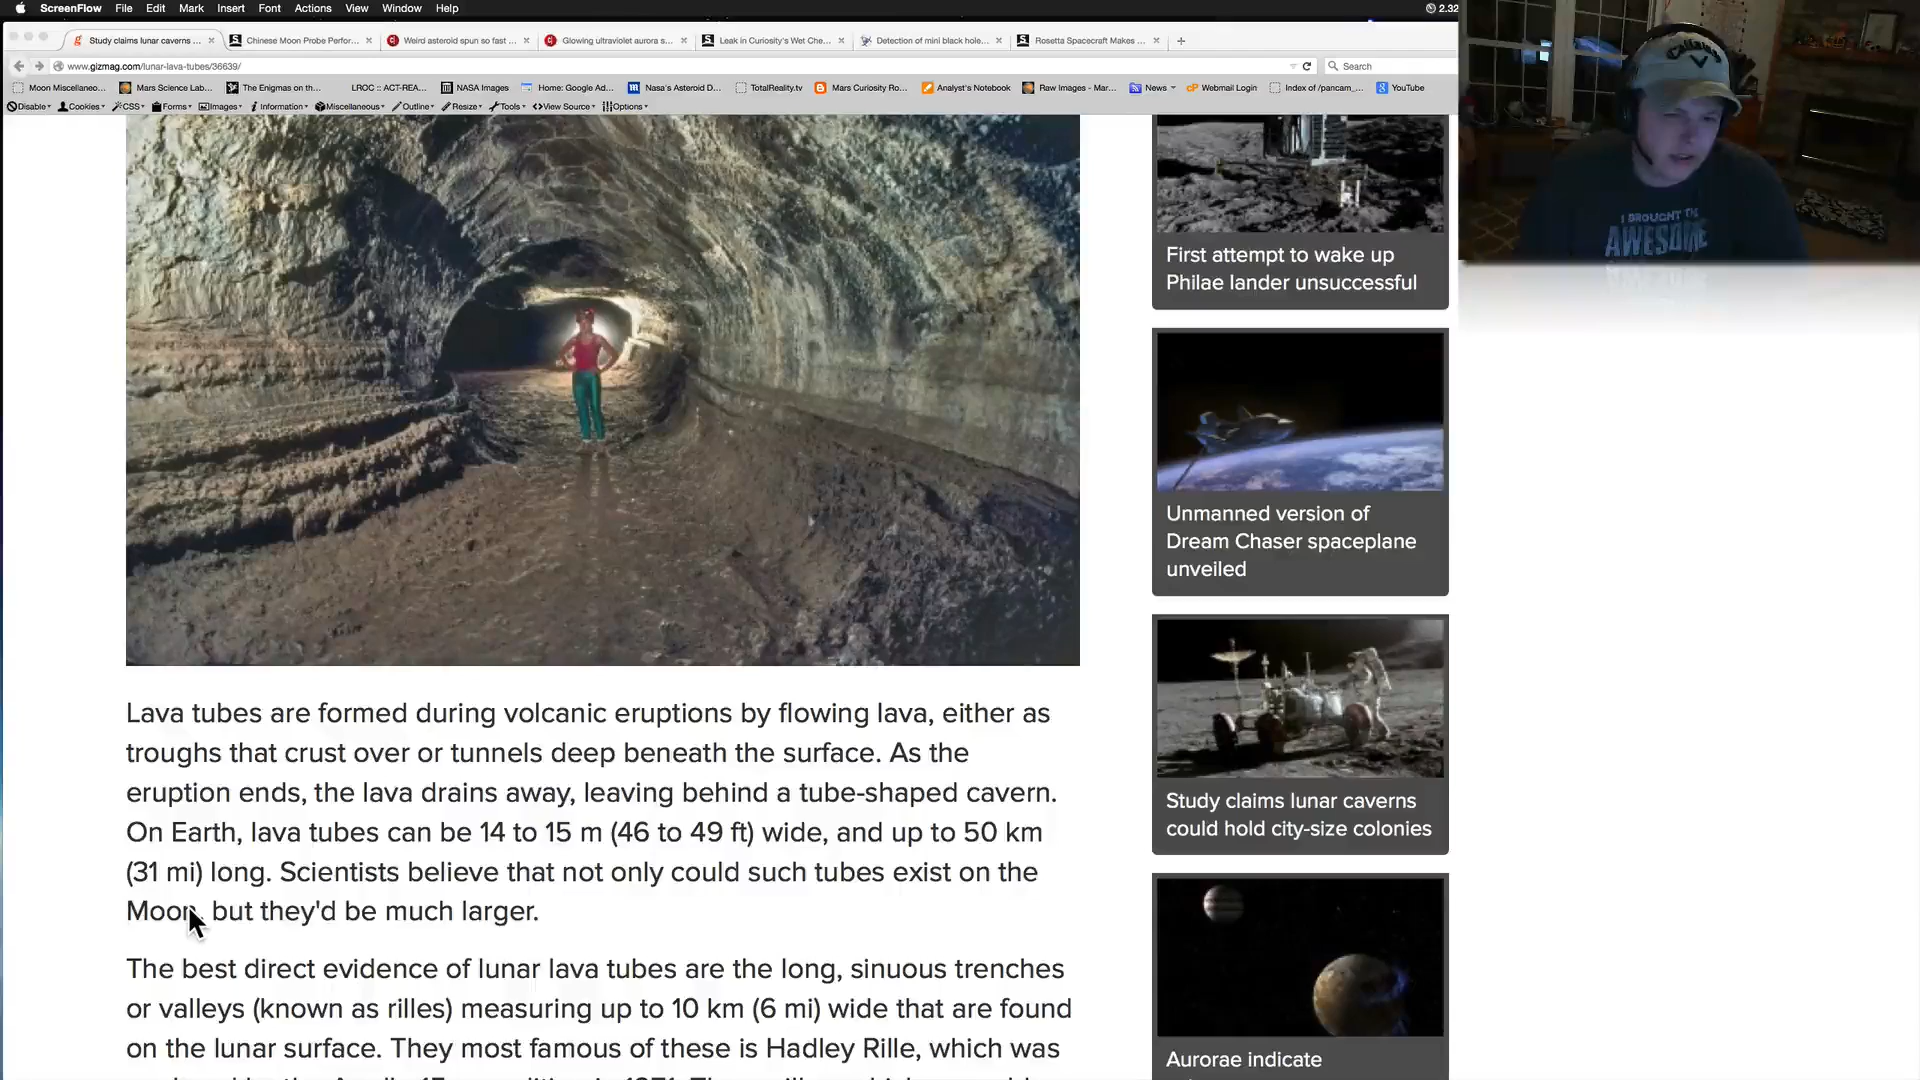 ScreenFlow File Edit Mark Insert Font Actions View Window Help 2.32
Study claims lunar caverns ... Chinese Moon Probe Perfor... Weird asteroid spun so fast ... Glowing ultraviolet aurora s... Leak in Curiosity's Wet Che... Detection of mini black hole... Rosetta Spacecraft Makes ...
www.gizmag.com/lunar-lava-tubes/36639/ Search
Moon Miscellaneo... Mars Science Lab... The Enigmas on th... LROC :: ACT-REA... NASA Images Home: Google Ad... Nasa's Asteroid D... TotalReality.tv Mars Curiosity Ro... Analyst's Notebook Raw Images - Mar... News Webmail Login Index of /pancam_... YouTube
Disable Cookies CSS Forms Images Information Miscellaneous Outline Resize Tools View Source Options
I BROUGHT THE
AWESOME
First attempt to wake up
Philae lander unsuccessful
Unmanned version of
Dream Chaser spaceplane
unveiled
Study claims lunar caverns
could hold city-size colonies
Aurorae indicate
Lava tubes are formed during volcanic eruptions by flowing lava, either as
troughs that crust over or tunnels deep beneath the surface. As the
eruption ends, the lava drains away, leaving behind a tube-shaped cavern.
On Earth, lava tubes can be 14 to 15 m (46 to 49 ft) wide, and up to 50 km
(31 mi) long. Scientists believe that not only could such tubes exist on the
Moon, but they'd be much larger.
The best direct evidence of lunar lava tubes are the long, sinuous trenches
or valleys (known as rilles) measuring up to 10 km (6 mi) wide that are found
on the lunar surface. They most famous of these is Hadley Rille, which was